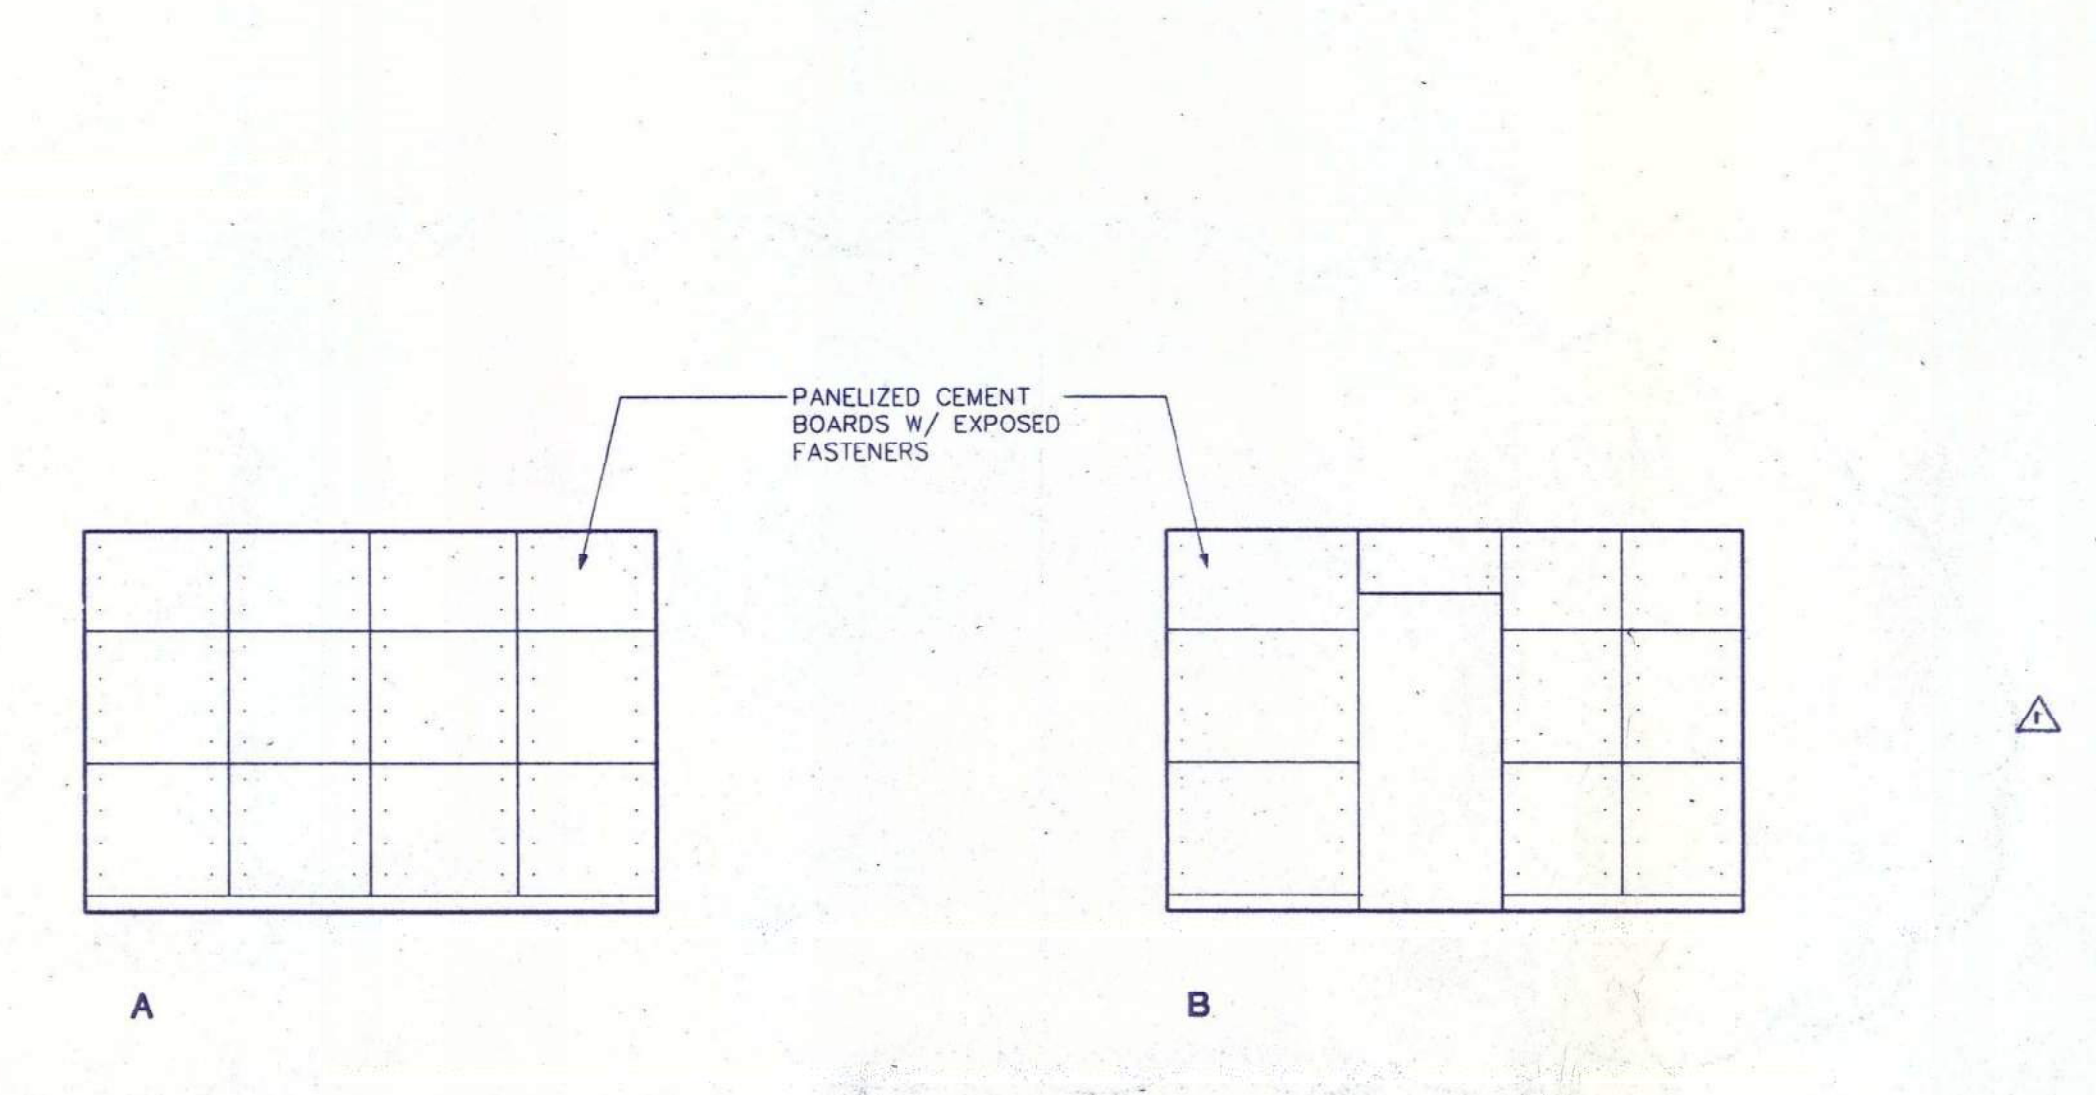 PANELIZED CEMENT
BOARDS W/ EXPOSED
FASTENERS
A
B
1